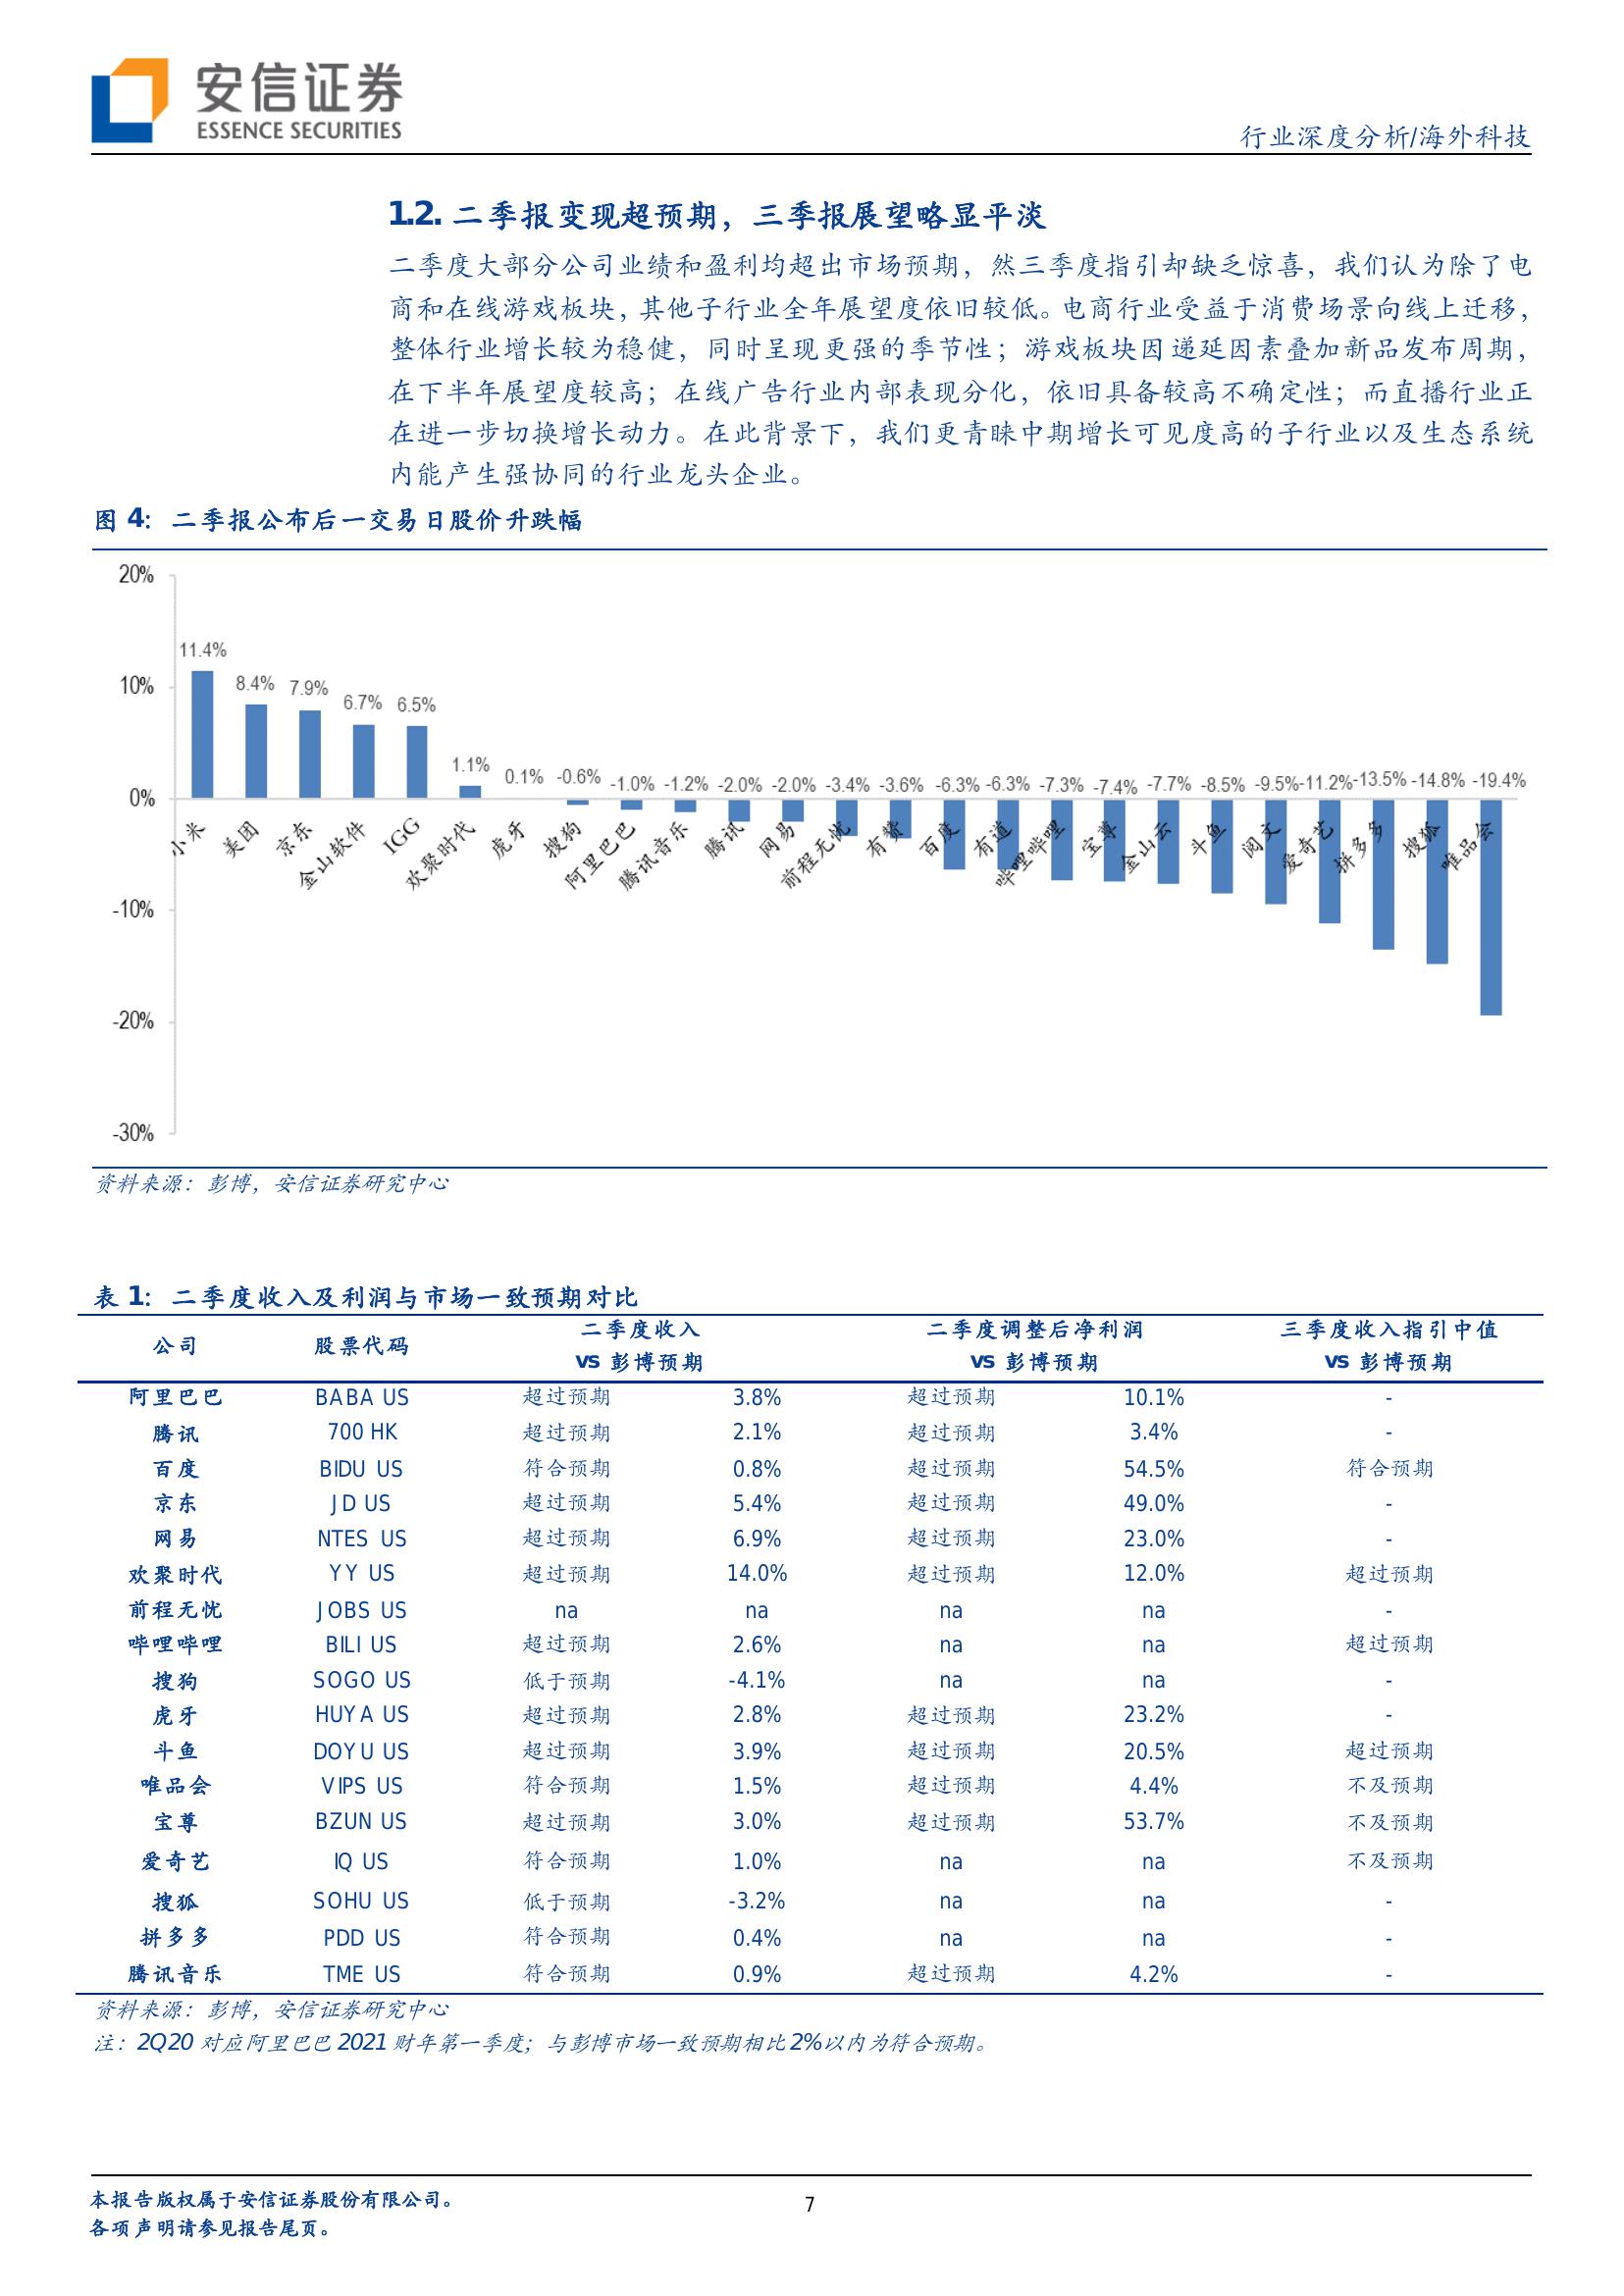 安信证券
ESSENCE SECURITIES
行业深度分析/海外科技
1.2. 二季报变现超预期，三季报展望略显平淡
二季度大部分公司业绩和盈利均超出市场预期，然三季度指引却缺乏惊喜，我们认为除了电
商和在线游戏板块，其他子行业全年展望度依旧较低。电商行业受益于消费场景向线上迁移，
整体行业增长较为稳健，同时呈现更强的季节性；游戏板块因递延因素叠加新品发布周期，
在下半年展望度较高；在线广告行业内部表现分化，依旧具备较高不确定性；而直播行业正
在进一步切换增长动力。在此背景下，我们更青睐中期增长可见度高的子行业以及生态系统
内能产生强协同的行业龙头企业。
图 4：二季报公布后一交易日股价升跌幅
20%
10%
0%
-10%
-20%
-30%
11.4% 8.4% 7.9% 6.7% 6.5% 1.1% 0.1% -0.6% -1.0% -1.2% -2.0% -2.0% -3.4% -3.6% -6.3% -6.3% -7.3% -7.4% -7.7% -8.5% -9.5% -11.2% -13.5% -14.8% -19.4%
小米 美团 京东 金山软件 IGG 欢聚时代 虎牙 搜狗 阿里巴巴 腾讯音乐 腾讯 网易 前程无忧 有赞 百度 有道 哔哩哔哩 宝尊 金山云 斗鱼 阅文 爱奇艺 拼多多 搜狐 唯品会
资料来源：彭博，安信证券研究中心
表 1：二季度收入及利润与市场一致预期对比
公司 股票代码 二季度收入 二季度调整后净利润 三季度收入指引中值
vs 彭博预期 vs 彭博预期 vs 彭博预期
阿里巴巴 BABA US 超过预期 3.8% 超过预期 10.1% -
腾讯 700 HK 超过预期 2.1% 超过预期 3.4% -
百度 BIDU US 符合预期 0.8% 超过预期 54.5% 符合预期
京东 JD US 超过预期 5.4% 超过预期 49.0% -
网易 NTES US 超过预期 6.9% 超过预期 23.0% -
欢聚时代 YY US 超过预期 14.0% 超过预期 12.0% 超过预期
前程无忧 JOBS US na na na na -
哔哩哔哩 BILI US 超过预期 2.6% na na 超过预期
搜狗 SOGO US 低于预期 -4.1% na na -
虎牙 HUYA US 超过预期 2.8% 超过预期 23.2% -
斗鱼 DOYU US 超过预期 3.9% 超过预期 20.5% 超过预期
唯品会 VIPS US 符合预期 1.5% 超过预期 4.4% 不及预期
宝尊 BZUN US 超过预期 3.0% 超过预期 53.7% 不及预期
爱奇艺 IQ US 符合预期 1.0% na na 不及预期
搜狐 SOHU US 低于预期 -3.2% na na -
拼多多 PDD US 符合预期 0.4% na na -
腾讯音乐 TME US 符合预期 0.9% 超过预期 4.2% -
资料来源：彭博，安信证券研究中心
注：2Q20 对应阿里巴巴 2021 财年第一季度；与彭博市场一致预期相比 2%以内为符合预期。
本报告版权属于安信证券股份有限公司。
各项声明请参见报告尾页。
7